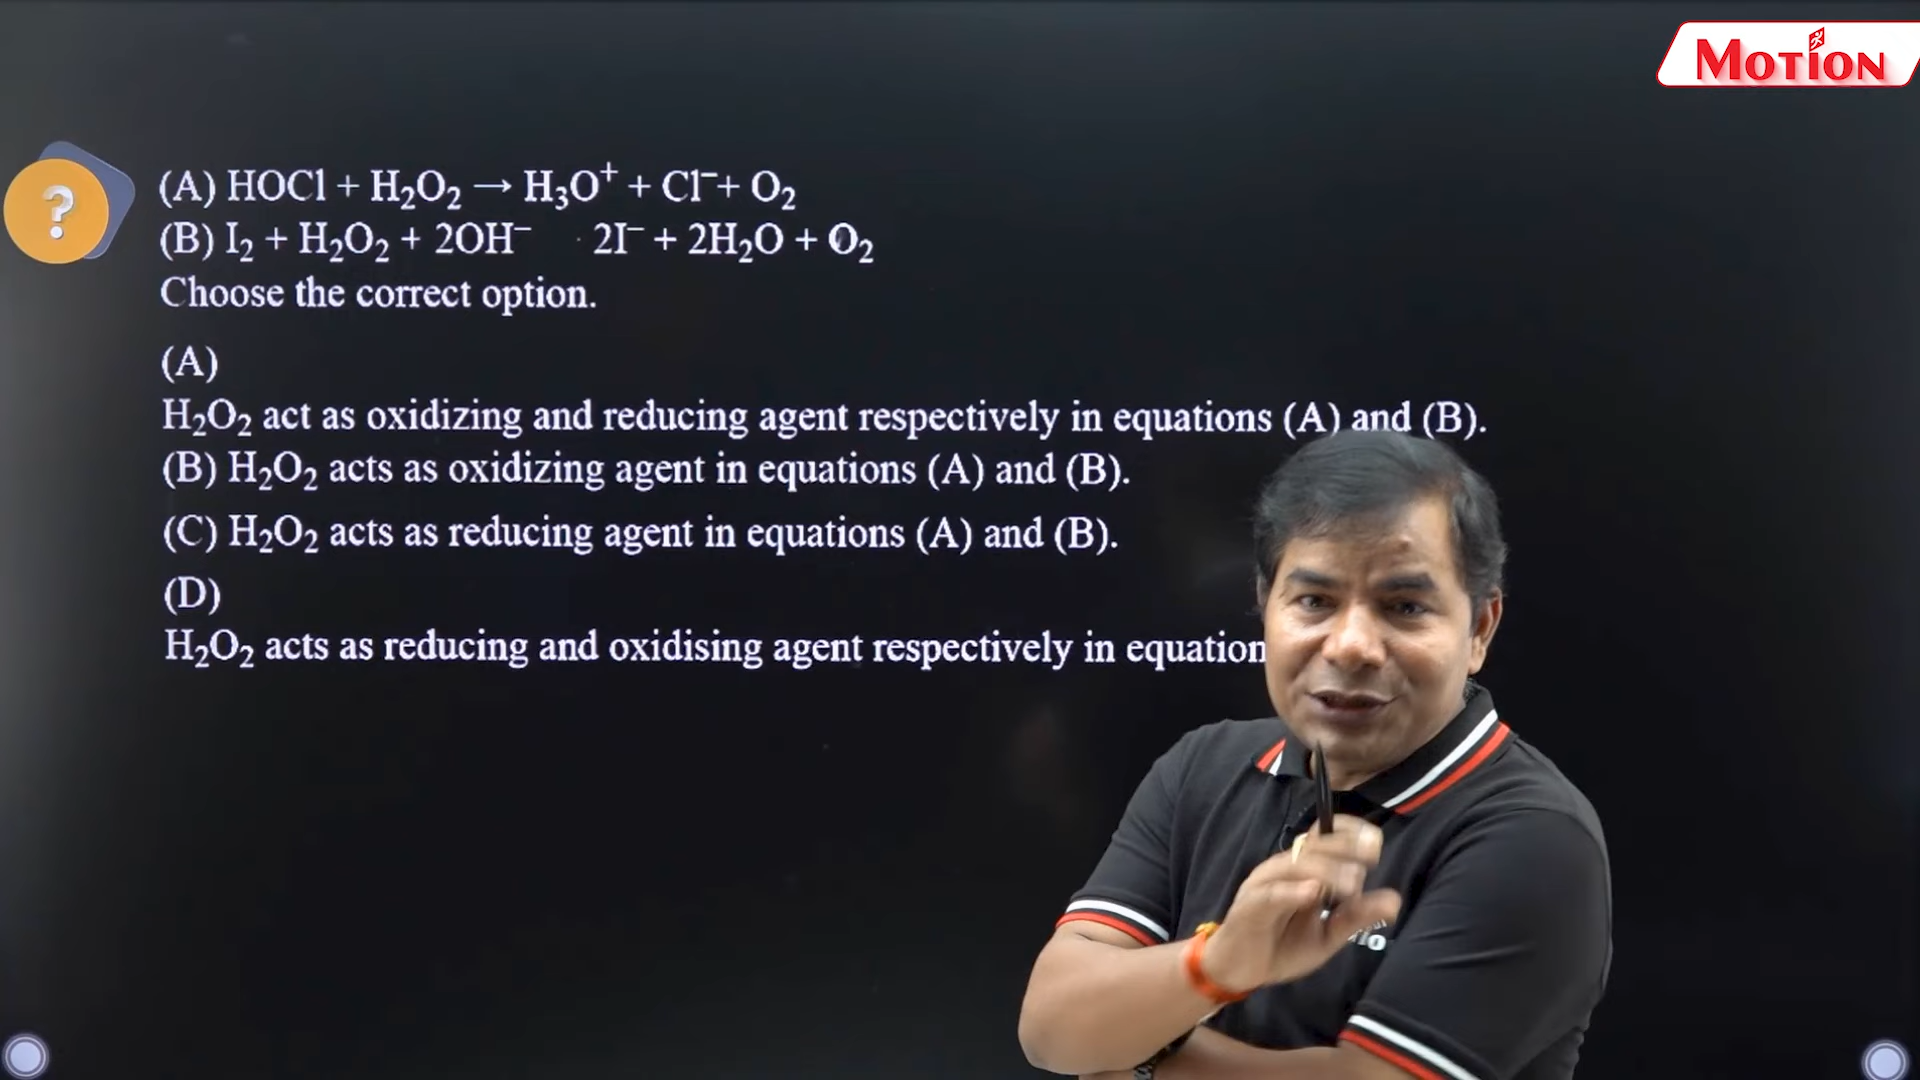 MOTION
?
(A) HOCl + H₂O₂ → H₃O⁺ + Cl⁻ + O₂
(B) I₂ + H₂O₂ + 2OH⁻ 2I⁻ + 2H₂O + O₂
Choose the correct option.
(A)
H₂O₂ act as oxidizing and reducing agent respectively in equations (A) and (B).
(B) H₂O₂ acts as oxidizing agent in equations (A) and (B).
(C) H₂O₂ acts as reducing agent in equations (A) and (B).
(D)
H₂O₂ acts as reducing and oxidising agent respectively in equation